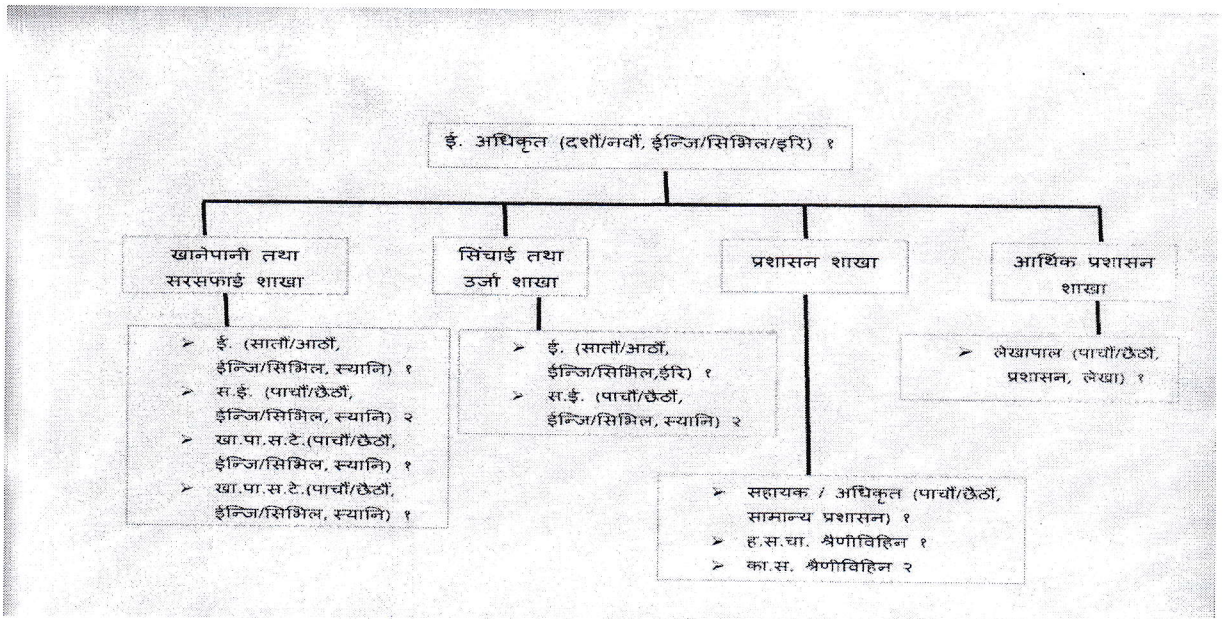 ई. अधिकृत (दशौं/नवौं, ईन्जि/सिभिल/इरि) १
खानेपानी तथा
सरसफाई शाखा
सिंचाई तथा
उर्जा शाखा
प्रशासन शाखा
आर्थिक प्रशासन
शाखा
➢ ई. (सातौं/आठौं,
ईन्जि/सिभिल, स्यानि) १
➢ स.ई. (पाचौं/छैठौं,
ईन्जि/सिभिल, स्यानि) २
➢ खा.पा.स.टे.(पाचौं/छैठौं,
ईन्जि/सिभिल, स्यानि) १
➢ खा.पा.स.टे.(पाचौं/छैठौं,
ईन्जि/सिभिल, स्यानि) १
➢ ई. (सातौं/आठौं,
ईन्जि/सिभिल,ईरि) १
➢ स.ई. (पाचौं/छैठौं,
ईन्जि/सिभिल, स्यानि) २
➢ सहायक / अधिकृत (पाचौं/छैठौं,
सामान्य प्रशासन) १
➢ ह.स.चा. श्रेणीविहिन १
➢ का.स. श्रेणीविहिन २
➢ लेखापाल (पाचौं/छैठौं,
प्रशासन, लेखा) १